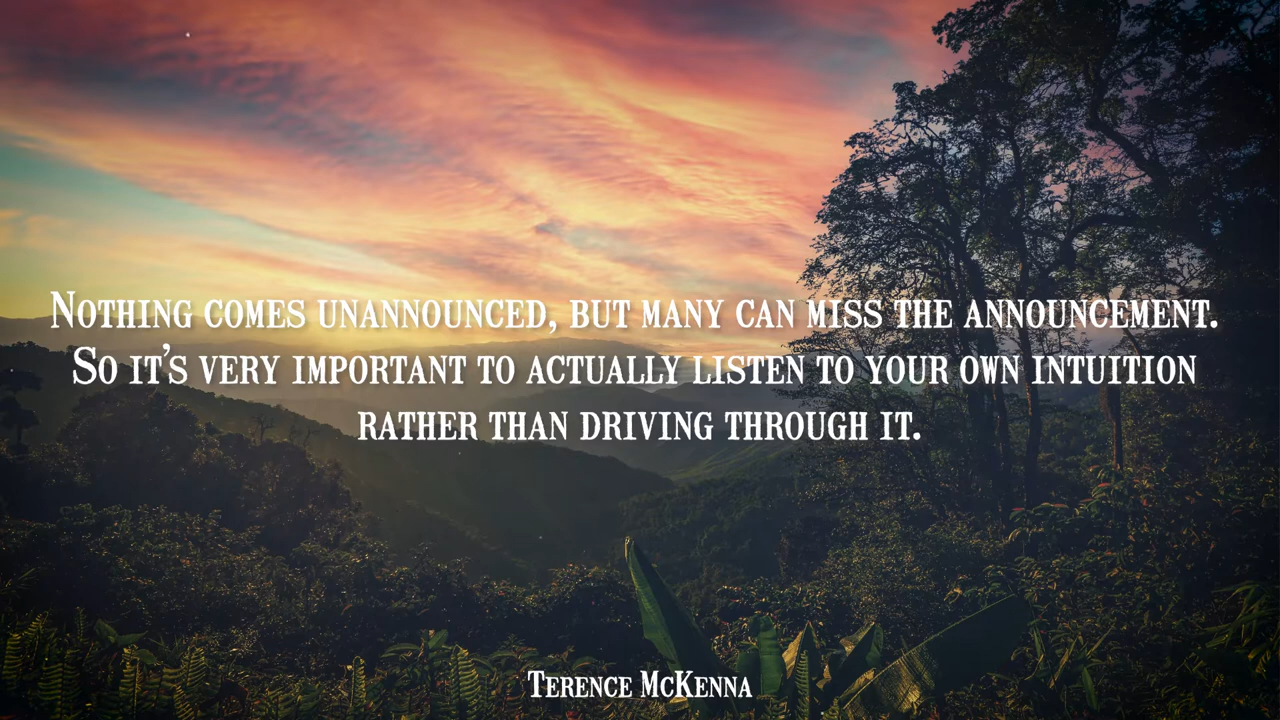 Nothing comes unannounced, but many can miss the announcement.
So it's very important to actually listen to your own intuition
rather than driving through it.
Terence McKenna